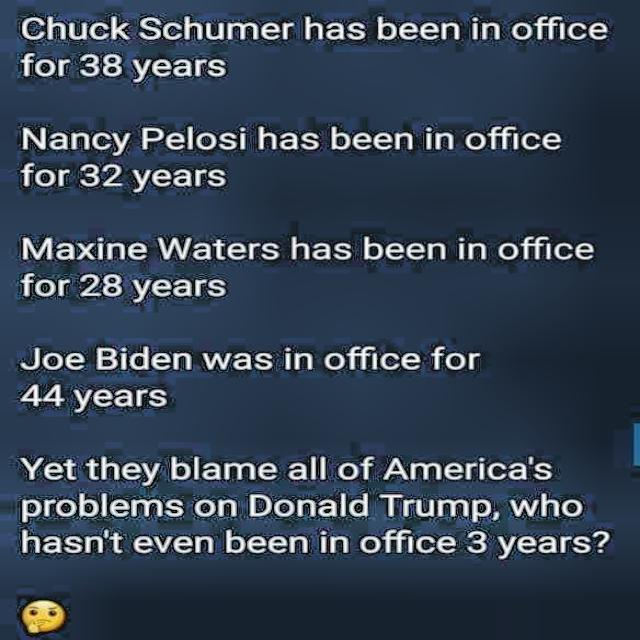 Chuck Schumer has been in office
for 38 years
Nancy Pelosi has been in office
for 32 years
Maxine Waters has been in office
for 28 years
Joe Biden was in office for
44 years
Yet they blame all of America's
problems on Donald Trump, who
hasn't even been in office 3 years?
🤔